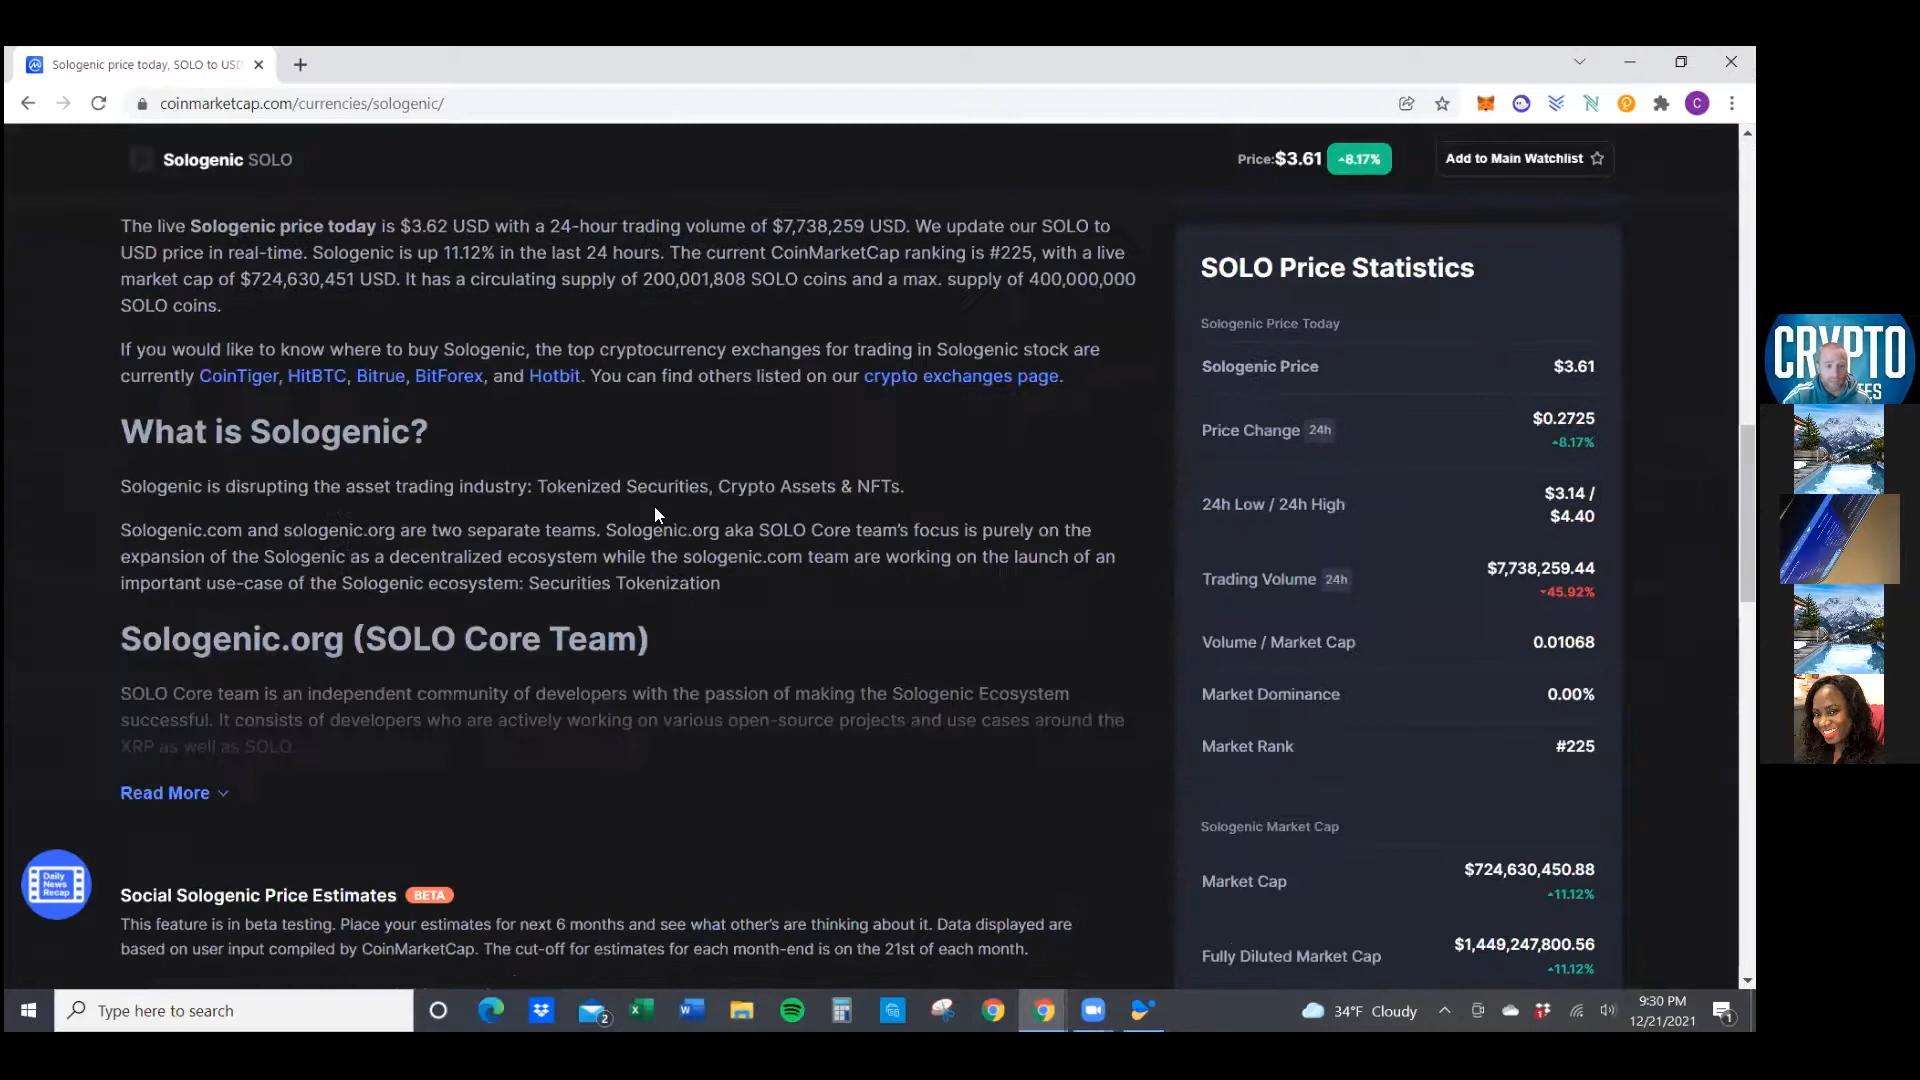 Sologenic price today, SOLO to USD
coinmarketcap.com/currencies/sologenic/
C
Sologenic SOLO
Price:$3.61
8.17%
Add to Main Watchlist
The live Sologenic price today is $3.62 USD with a 24-hour trading volume of $7,738,259 USD. We update our SOLO to
USD price in real-time. Sologenic is up 11.12% in the last 24 hours. The current CoinMarketCap ranking is #225, with a live
market cap of $724,630,451 USD. It has a circulating supply of 200,001,808 SOLO coins and a max. supply of 400,000,000
SOLO coins.
If you would like to know where to buy Sologenic, the top cryptocurrency exchanges for trading in Sologenic stock are
currently CoinTiger, HitBTC, Bitrue, BitForex, and Hotbit. You can find others listed on our crypto exchanges page.
What is Sologenic?
Sologenic is disrupting the asset trading industry: Tokenized Securities, Crypto Assets & NFTs.
Sologenic.com and sologenic.org are two separate teams. Sologenic.org aka SOLO Core team's focus is purely on the
expansion of the Sologenic as a decentralized ecosystem while the sologenic.com team are working on the launch of an
important use-case of the Sologenic ecosystem: Securities Tokenization
Sologenic.org (SOLO Core Team)
SOLO Core team is an independent community of developers with the passion of making the Sologenic Ecosystem
successful. It consists of developers who are actively working on various open-source projects and use cases around the
XRP as well as SOLO.
Read More
Daily
News
Recap
Social Sologenic Price Estimates BETA
This feature is in beta testing. Place your estimates for next 6 months and see what other's are thinking about it. Data displayed are
based on user input compiled by CoinMarketCap. The cut-off for estimates for each month-end is on the 21st of each month.
SOLO Price Statistics
Sologenic Price Today
Sologenic Price $3.61
Price Change 24h $0.2725
8.17%
24h Low / 24h High $3.14 /
$4.40
Trading Volume 24h $7,738,259.44
45.92%
Volume / Market Cap 0.01068
Market Dominance 0.00%
Market Rank #225
Sologenic Market Cap
Market Cap $724,630,450.88
11.12%
Fully Diluted Market Cap $1,449,247,800.56
11.12%
CRYPTO
Type here to search
2
34°F Cloudy
9:30 PM
12/21/2021
1